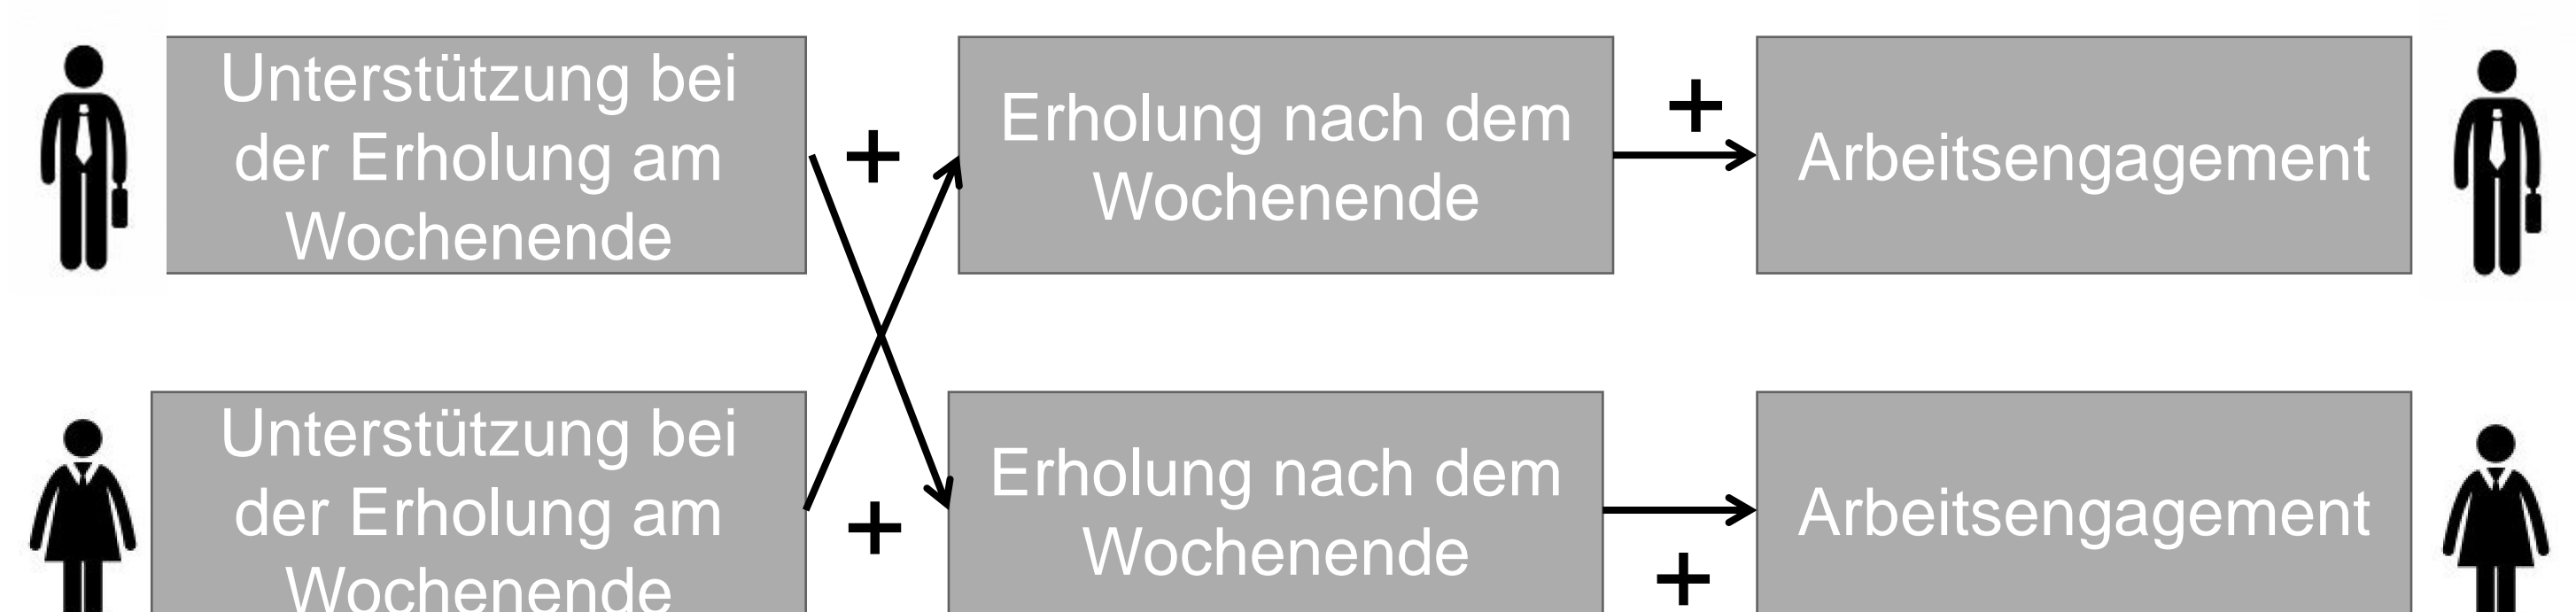 Unterstützung bei
der Erholung am
Wochenende
+
Erholung nach dem
Wochenende
+
Arbeitsengagement
Unterstützung bei
der Erholung am
Wochenende
+
Erholung nach dem
Wochenende
+
Arbeitsengagement